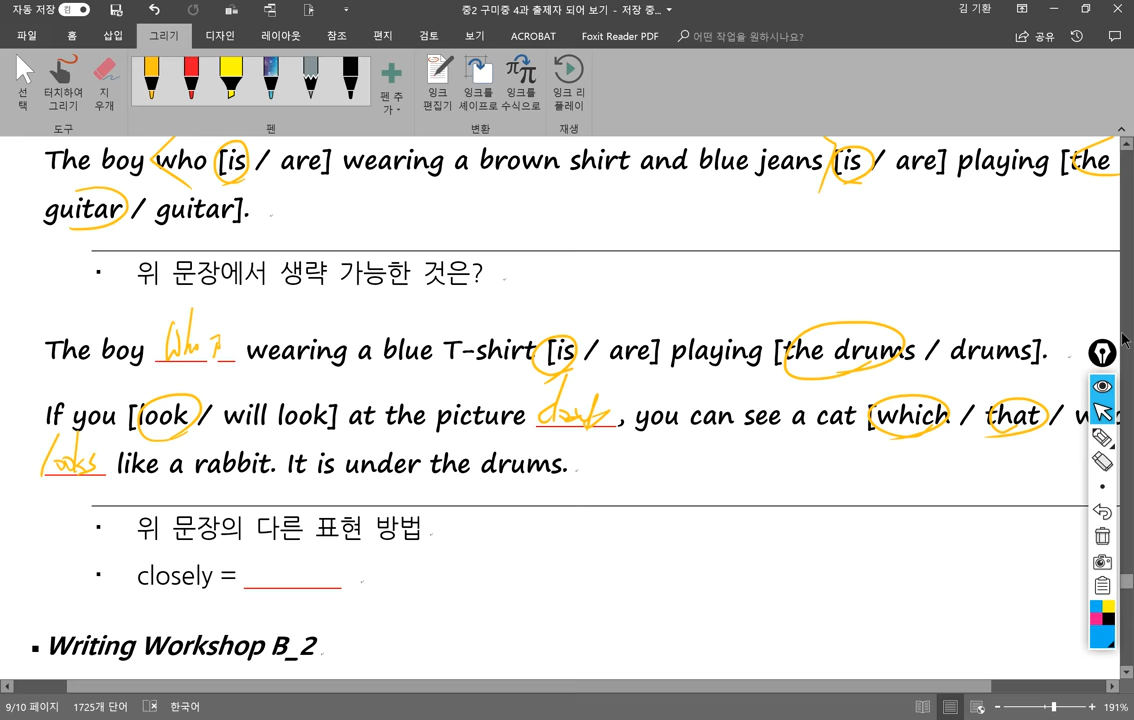 자동 저장 컴
중2 구미중 4과 출제자 되어 보기 - 저장 중...
김 기환
파일 홈 삽입 그리기 디자인 레이아웃 참조 편지 검토 보기 ACROBAT Foxit Reader PDF 어떤 작업을 원하시나요? 공유
선택 터치하여 그리기 지우개 펜 추가 잉크 편집기 잉크를 셰이프로 잉크를 수식으로 잉크 리플레이
도구 펜 변환 재생
The boy who [is / are] wearing a brown shirt and blue jeans [is / are] playing [the
guitar / guitar].
· 위 문장에서 생략 가능한 것은?
The boy who is wearing a blue T-shirt [is / are] playing [the drums / drums].
If you [look / will look] at the picture, you can see a cat [which / that /
looks like a rabbit. It is under the drums.
· 위 문장의 다른 표현 방법
· closely =
▪ Writing Workshop B_2
9/10 페이지 1725개 단어 한국어 191%